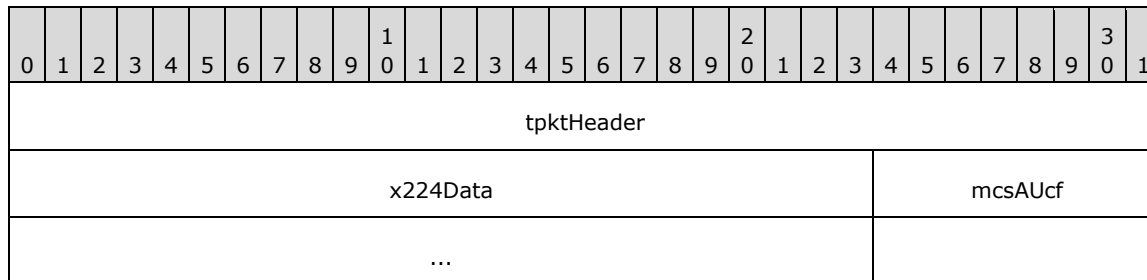 1 2 3
0 1 2 3 4 5 6 7 8 9 0 1 2 3 4 5 6 7 8 9 0 1 2 3 4 5 6 7 8 9 0 1
tpktHeader
x224Data mcsAUcf
...